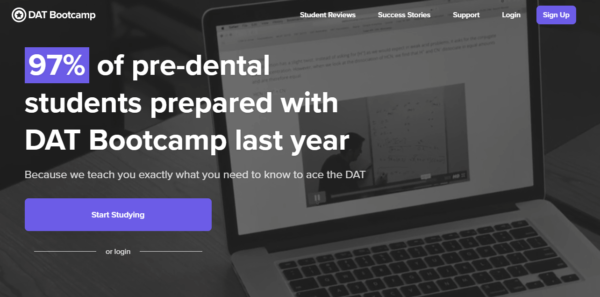 DAT Bootcamp
Student Reviews
Success Stories
Support
Login
Sign Up
97% of pre-dental
students prepared with
DAT Bootcamp last year
Because we teach you exactly what you need to know to ace the DAT
Start Studying
or login